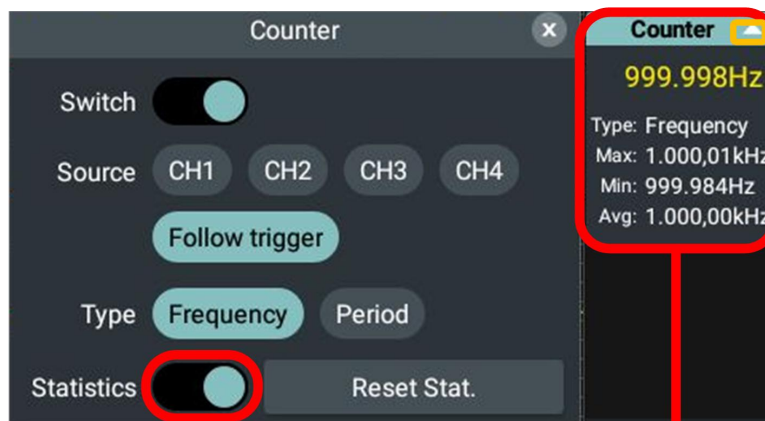 Counter
X
Switch
Source CH1 CH2 CH3 CH4
Follow trigger
Type Frequency Period
Statistics Reset Stat.
Counter
999.998Hz
Type: Frequency
Max: 1.000,01kHz
Min: 999.984Hz
Avg: 1.000,00kHz